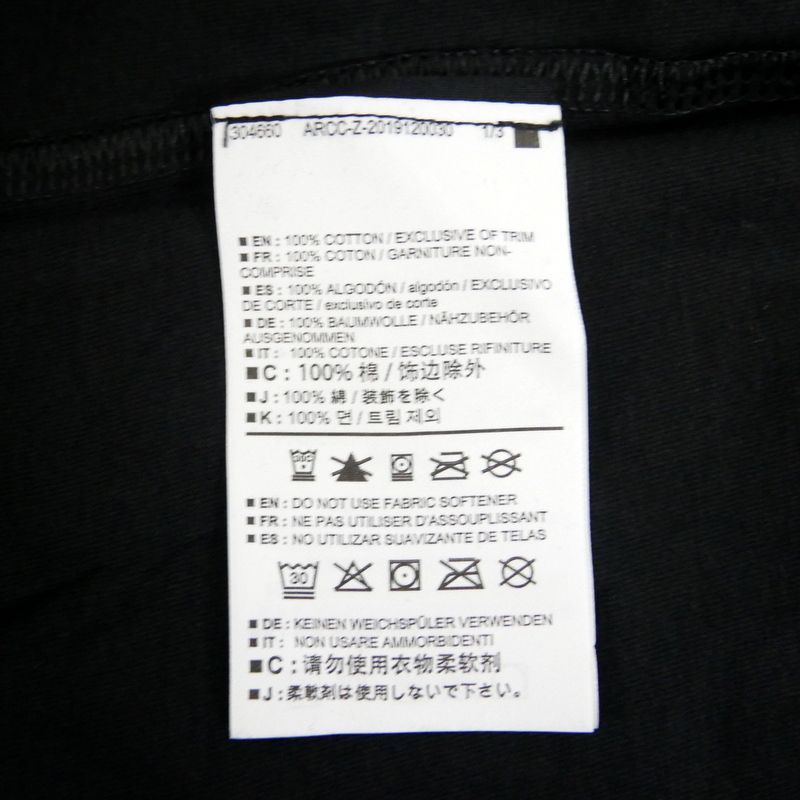 304660 ARCC-Z-2019120030 1/3
■ EN : 100% COTTON / EXCLUSIVE OF TRIM
■ FR : 100% COTON / GARNITURE NON-
COMPRISE
■ ES : 100% ALGODÓN / algodón / EXCLUSIVO
DE CORTE / exclusivo de corte
■ DE : 100% BAUMWOLLE / NÄHZUBEHÖR
AUSGENOMMEN
■ IT : 100% COTONE / ESCLUSE RIFINITURE
■ C : 100% 棉 / 饰边除外
■ J : 100% 綿 / 装飾を除く
■ K : 100% 면 / 트림 제외
■ EN : DO NOT USE FABRIC SOFTENER
■ FR : NE PAS UTILISER D'ASSOUPLISSANT
■ ES : NO UTILIZAR SUAVIZANTE DE TELAS
30
■ DE : KEINEN WEICHSPÜLER VERWENDEN
■ IT : NON USARE AMMORBIDENTI
■ C : 请勿使用衣物柔软剂
■ J : 柔軟剤は使用しないで下さい。